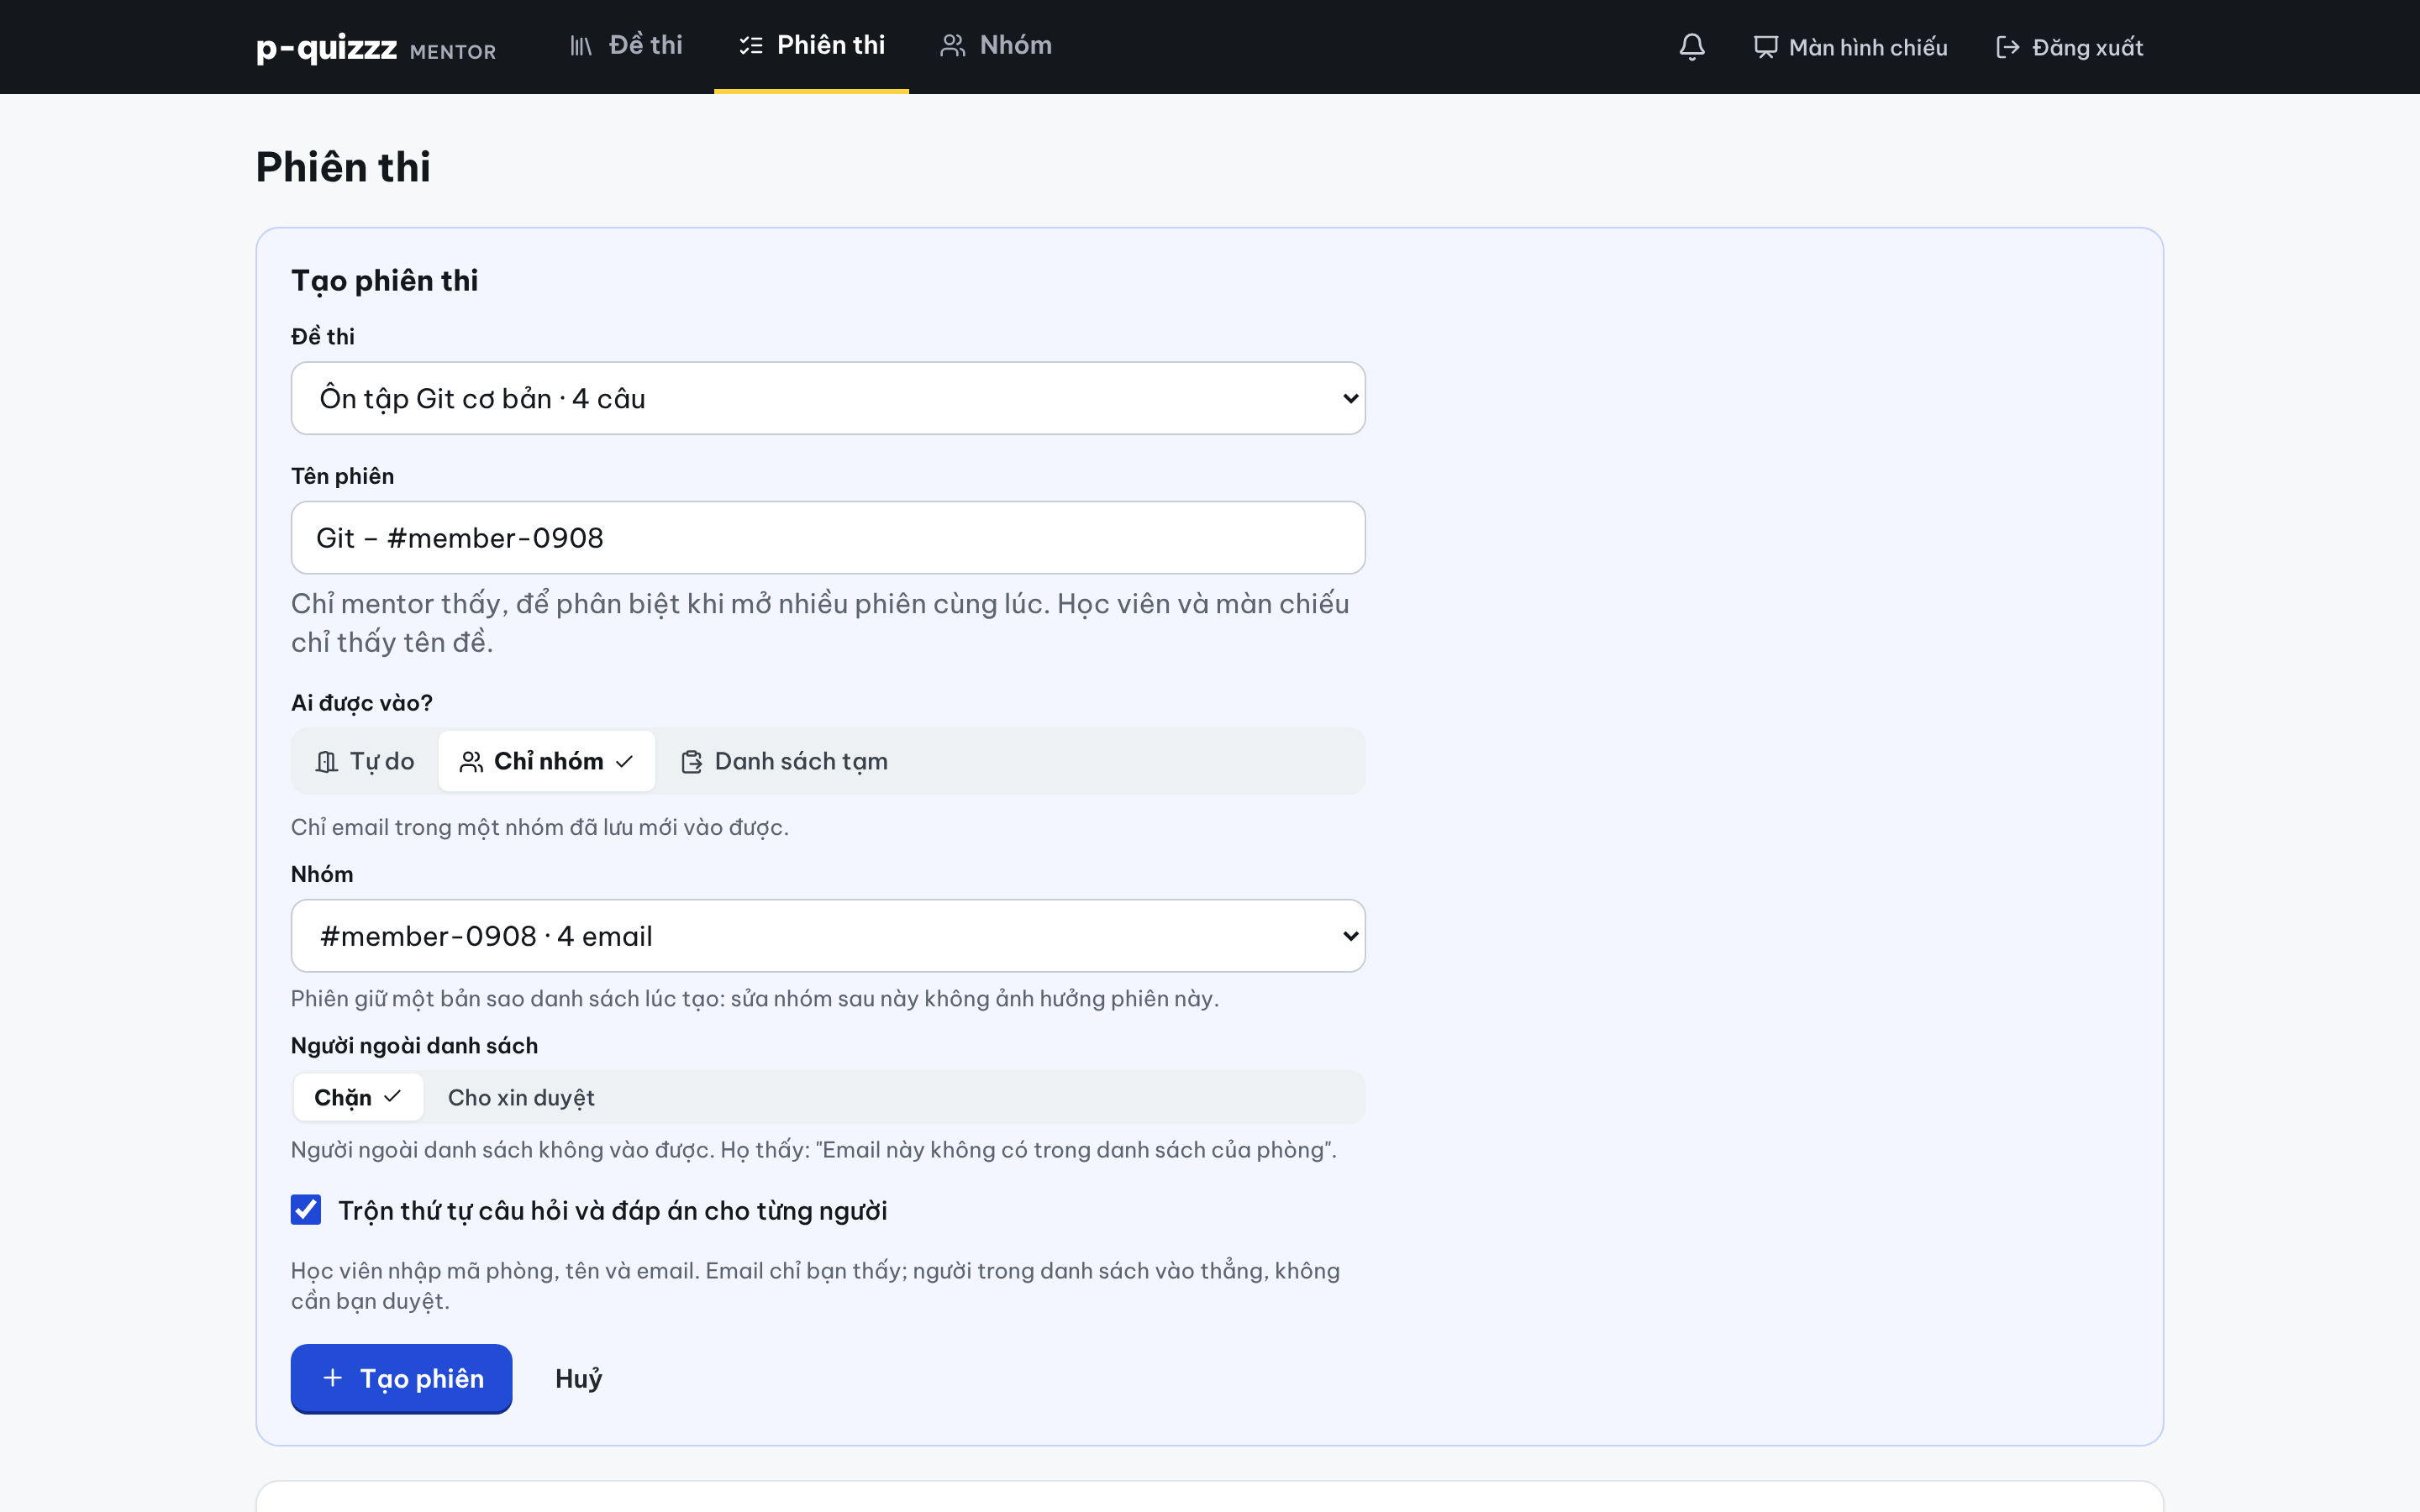 p-quizzz MENTOR
Đề thi
Phiên thi
Nhóm
Màn hình chiếu
Đăng xuất
Phiên thi
Tạo phiên thi
Đề thi
Ôn tập Git cơ bản · 4 câu
Tên phiên
Git – #member-0908
Chỉ mentor thấy, để phân biệt khi mở nhiều phiên cùng lúc. Học viên và màn chiếu
chỉ thấy tên đề.
Ai được vào?
Tự do
Chỉ nhóm
Danh sách tạm
Chỉ email trong một nhóm đã lưu mới vào được.
Nhóm
#member-0908 · 4 email
Phiên giữ một bản sao danh sách lúc tạo: sửa nhóm sau này không ảnh hưởng phiên này.
Người ngoài danh sách
Chặn
Cho xin duyệt
Người ngoài danh sách không vào được. Họ thấy: "Email này không có trong danh sách của phòng".
Trộn thứ tự câu hỏi và đáp án cho từng người
Học viên nhập mã phòng, tên và email. Email chỉ bạn thấy; người trong danh sách vào thẳng, không
cần bạn duyệt.
+ Tạo phiên
Huỷ